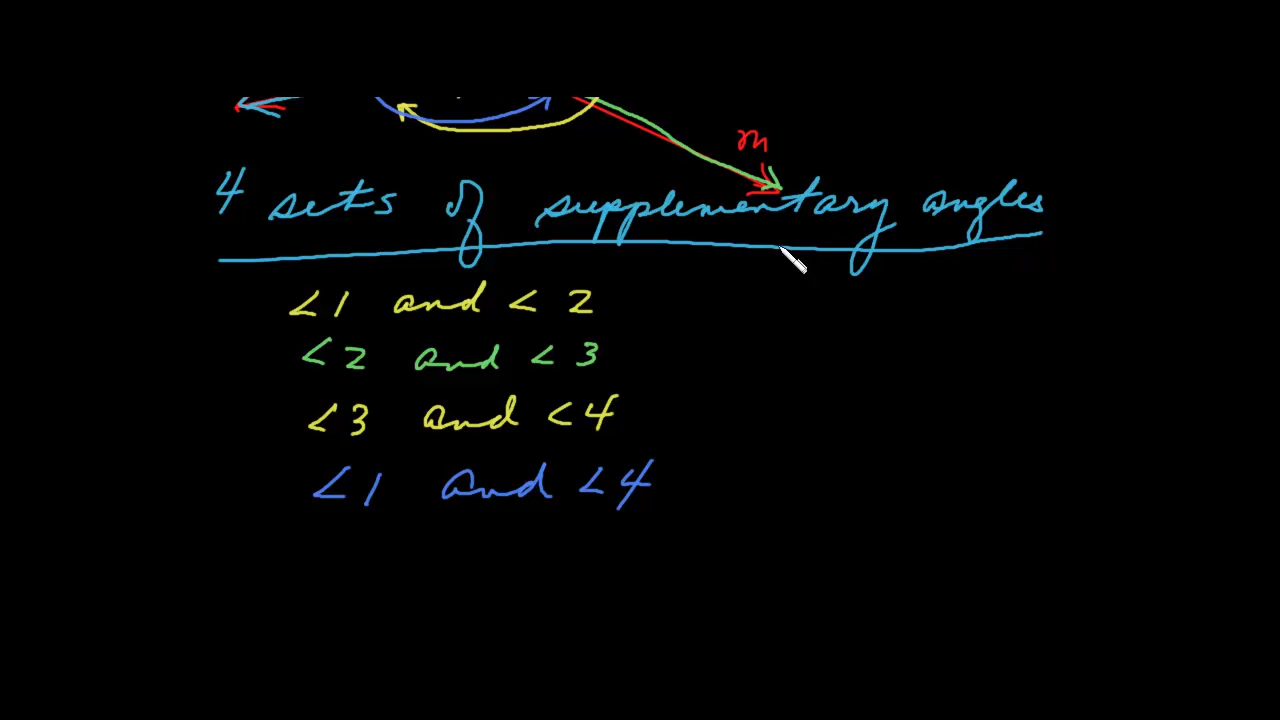 m
4 sets of supplementary angles
<1 and < 2
<2 and < 3
<3 and <4
<1 and <4